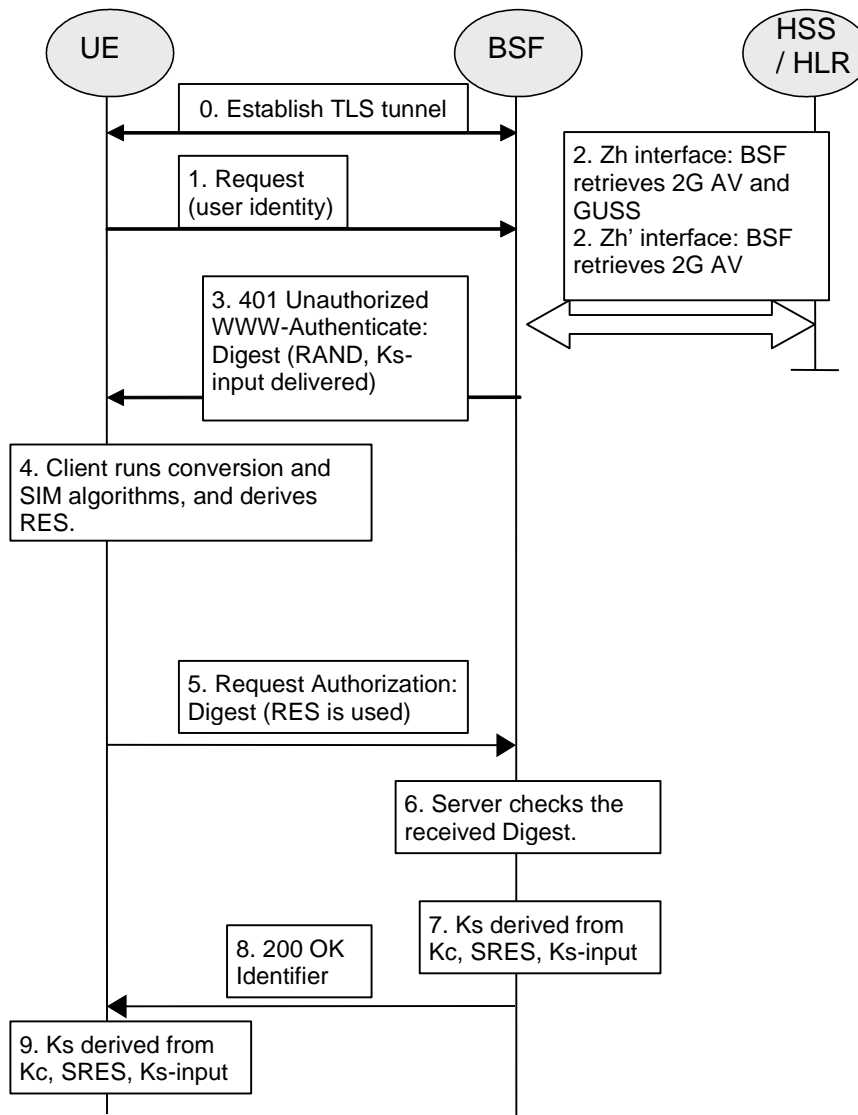 UE
BSF
HSS
/ HLR
0. Establish TLS tunnel
1. Request
(user identity)
2. Zh interface: BSF
retrieves 2G AV and
GUSS
2. Zh’ interface: BSF
retrieves 2G AV
3. 401 Unauthorized
WWW-Authenticate:
Digest (RAND, Ks-
input delivered)
4. Client runs conversion and
SIM algorithms, and derives
RES.
5. Request Authorization:
Digest (RES is used)
6. Server checks the
received Digest.
7. Ks derived from
Kc, SRES, Ks-input
8. 200 OK
Identifier
9. Ks derived from
Kc, SRES, Ks-input